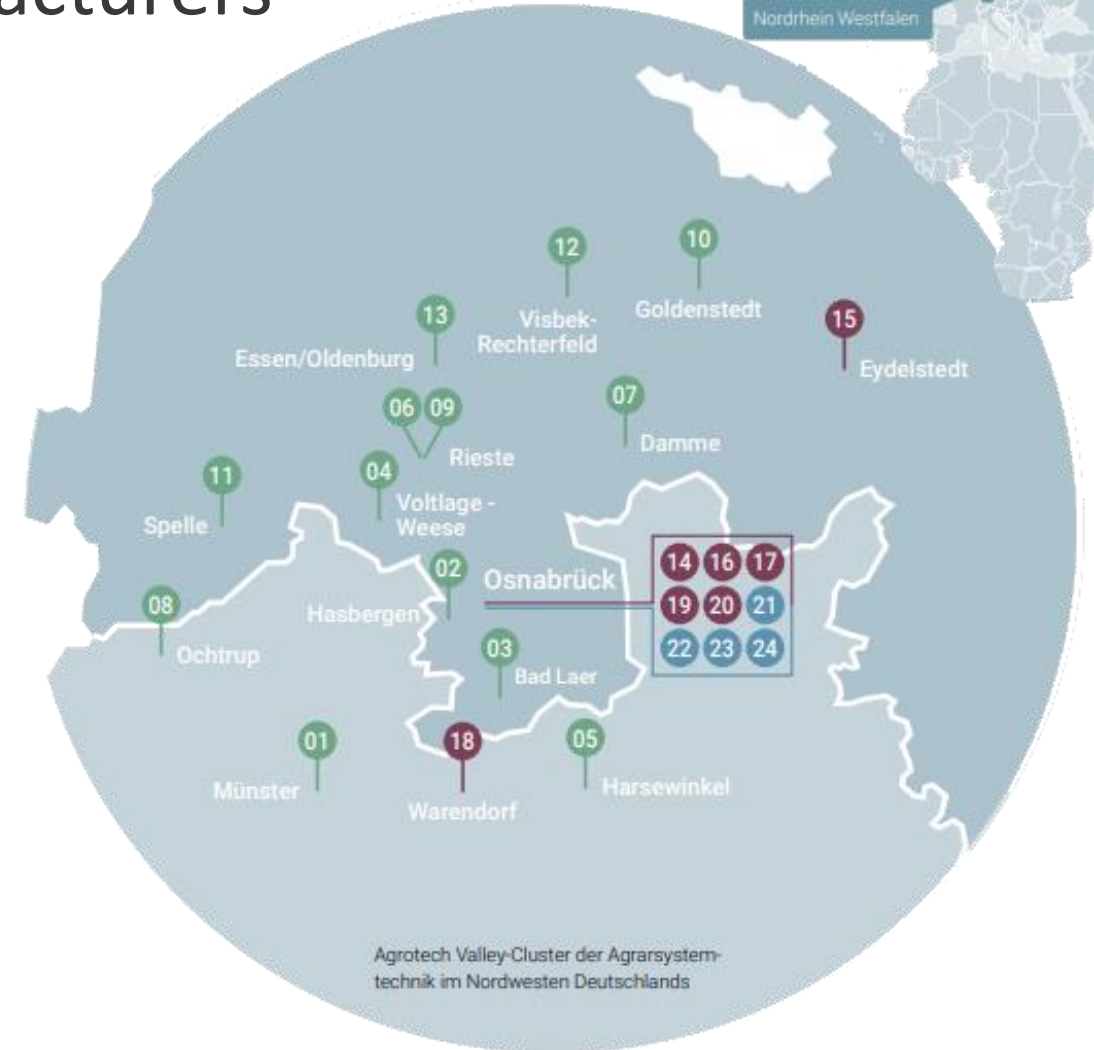 Nordrhein Westfalen
12
10
Visbek-
Rechterfeld
Goldenstedt
13
15
Essen/Oldenburg
Eydelstedt
06 09
07
Rieste
Damme
11
04
Spelle
Voltlage -
Weese
02
Osnabrück
14 16 17
19 20 21
22 23 24
08
Hasbergen
Ochtrup
03
Bad Laer
01
18
05
Münster
Warendorf
Harsewinkel
Agrotech Valley-Cluster der Agrarsystem-
technik im Nordwesten Deutschlands